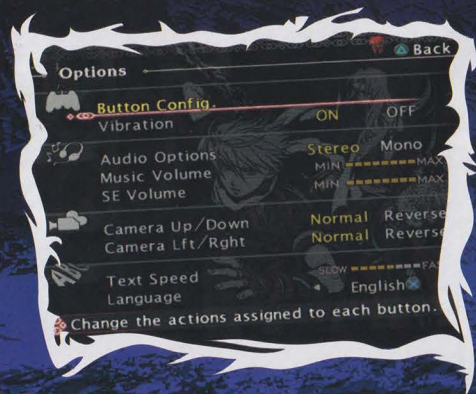 Back
Options
Button Config.
Vibration ON OFF
Audio Options Stereo Mono
Music Volume MIN MAX
SE Volume MIN MAX
Camera Up/Down Normal Reverse
Camera Lft/Rght Normal Reverse
Text Speed SLOW
Language English
Change the actions assigned to each button.